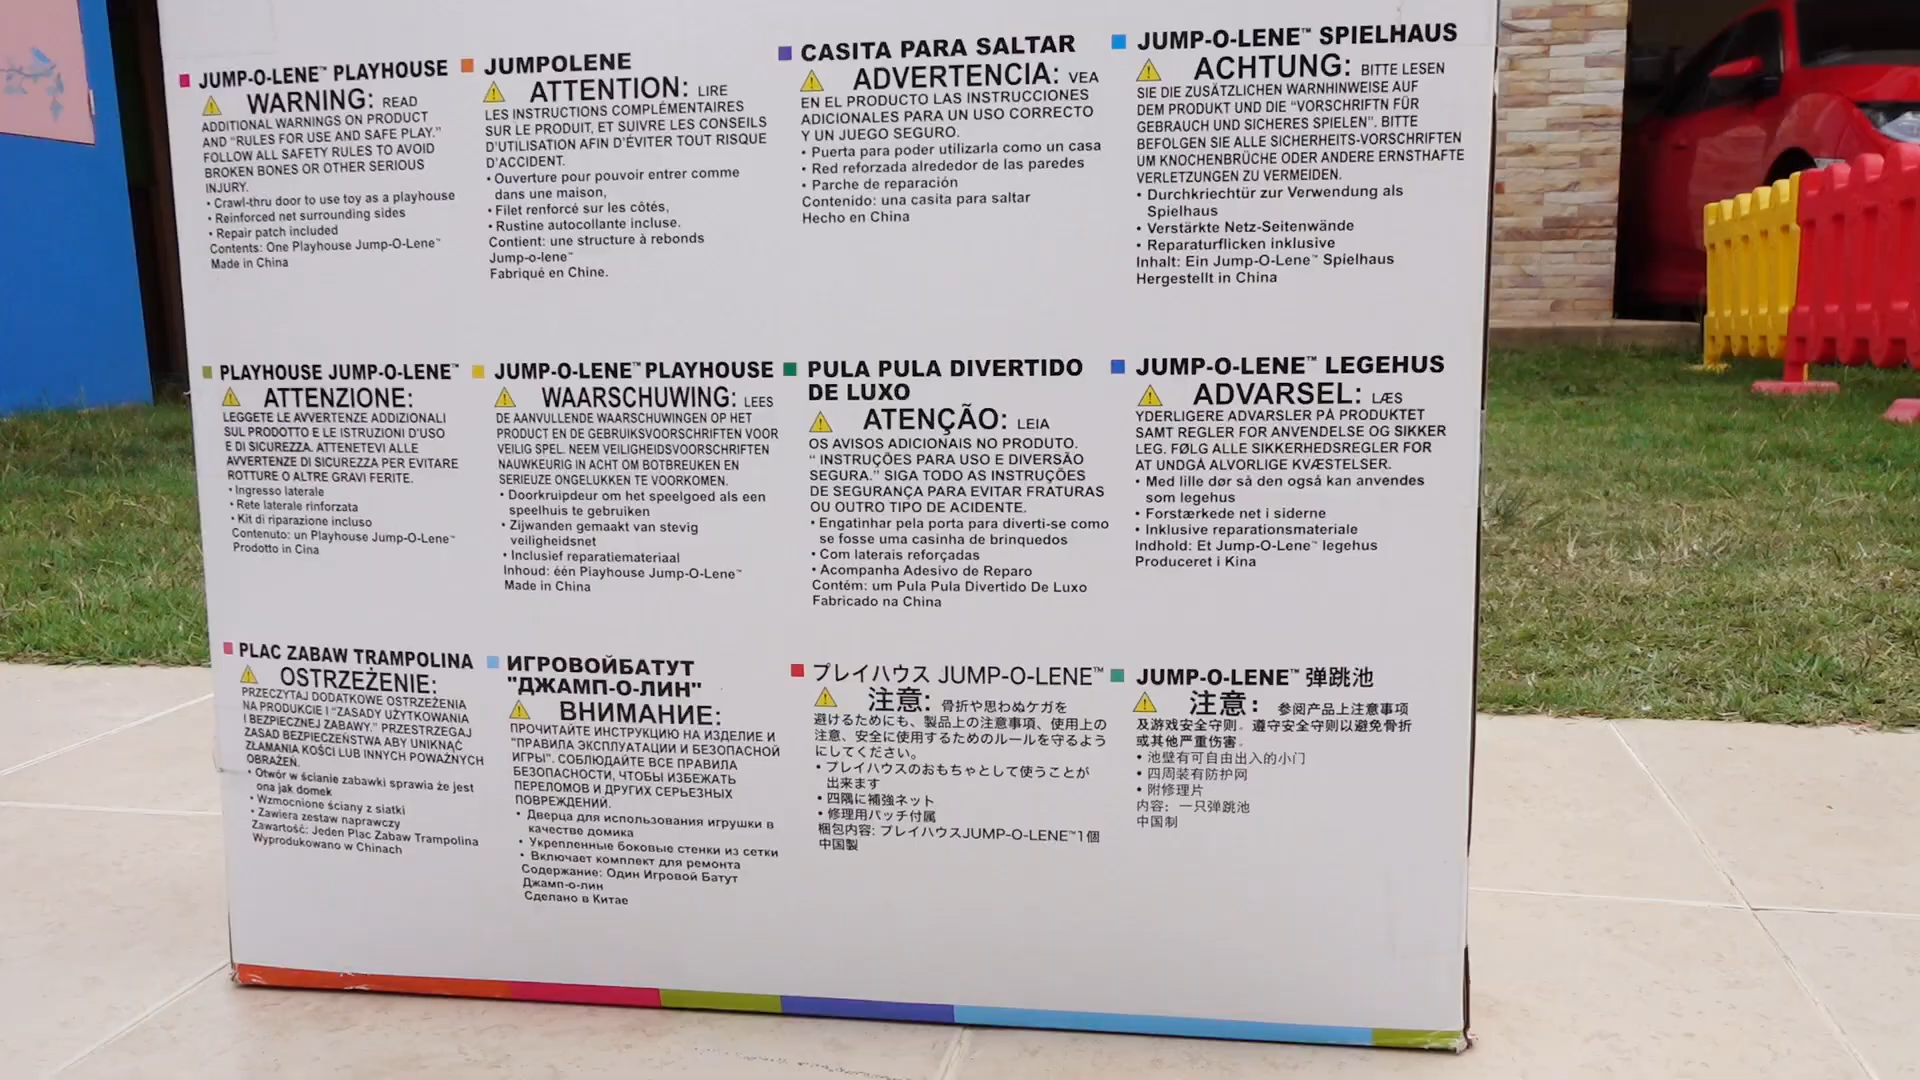 JUMP-O-LENE™ PLAYHOUSE
WARNING: READ
ADDITIONAL WARNINGS ON PRODUCT
AND “RULES FOR USE AND SAFE PLAY.”
FOLLOW ALL SAFETY RULES TO AVOID
BROKEN BONES OR OTHER SERIOUS
INJURY.
• Crawl-thru door to use toy as a playhouse
• Reinforced net surrounding sides
• Repair patch included
Contents: One Playhouse Jump-O-Lene™
Made in China
JUMPOLENE
ATTENTION: LIRE
LES INSTRUCTIONS COMPLÉMENTAIRES
SUR LE PRODUIT, ET SUIVRE LES CONSEILS
D'UTILISATION AFIN D'ÉVITER TOUT RISQUE
D'ACCIDENT.
• Ouverture pour pouvoir entrer comme
dans une maison,
• Filet renforcé sur les côtés,
• Rustine autocollante incluse.
Contient: une structure à rebonds
Jump-o-lene™
Fabriqué en Chine.
CASITA PARA SALTAR
ADVERTENCIA: VEA
EN EL PRODUCTO LAS INSTRUCCIONES
ADICIONALES PARA UN USO CORRECTO
Y UN JUEGO SEGURO.
• Puerta para poder utilizarla como un casa
• Red reforzada alrededor de las paredes
• Parche de reparación
Contenido: una casita para saltar
Hecho en China
JUMP-O-LENE™ SPIELHAUS
ACHTUNG: BITTE LESEN
SIE DIE ZUSÄTZLICHEN WARNHINWEISE AUF
DEM PRODUKT UND DIE “VORSCHRIFTN FÜR
GEBRAUCH UND SICHERES SPIELEN”. BITTE
BEFOLGEN SIE ALLE SICHERHEITS-VORSCHRIFTEN
UM KNOCHENBRÜCHE ODER ANDERE ERNSTHAFTE
VERLETZUNGEN ZU VERMEIDEN.
• Durchkriechtür zur Verwendung als
Spielhaus
• Verstärkte Netz-Seitenwände
• Reparaturflicken inklusive
Inhalt: Ein Jump-O-Lene™ Spielhaus
Hergestellt in China
PLAYHOUSE JUMP-O-LENE™
ATTENZIONE:
LEGGETE LE AVVERTENZE ADDIZIONALI
SUL PRODOTTO E LE ISTRUZIONI D'USO
E DI SICUREZZA. ATTENETEVI ALLE
AVVERTENZE DI SICUREZZA PER EVITARE
ROTTURE O ALTRE GRAVI FERITE.
• Ingresso laterale
• Rete laterale rinforzata
• Kit di riparazione incluso
Contenuto: un Playhouse Jump-O-Lene™
Prodotto in Cina
JUMP-O-LENE™ PLAYHOUSE
WAARSCHUWING: LEES
DE AANVULLENDE WAARSCHUWINGEN OP HET
PRODUCT EN DE GEBRUIKSVOORSCHRIFTEN VOOR
VEILIG SPEL. NEEM VEILIGHEIDSVOORSCHRIFTEN
NAUWKEURIG IN ACHT OM BOTBREUKEN EN
SERIEUZE ONGELUKKEN TE VOORKOMEN.
• Doorkruipdeur om het speelgoed als een
speelhuis te gebruiken
• Zijwanden gemaakt van stevig
veiligheidsnet
• Inclusief reparatiemateriaal
Inhoud: één Playhouse Jump-O-Lene™
Made in China
PULA PULA DIVERTIDO
DE LUXO
ATENÇÃO: LEIA
OS AVISOS ADICIONAIS NO PRODUTO.
“ INSTRUÇÕES PARA USO E DIVERSÃO
SEGURA.” SIGA TODO AS INSTRUÇÕES
DE SEGURANÇA PARA EVITAR FRATURAS
OU OUTRO TIPO DE ACIDENTE.
• Engatinhar pela porta para diverti-se como
se fosse uma casinha de brinquedos
• Com laterais reforçadas
• Acompanha Adesivo de Reparo
Contém: um Pula Pula Divertido De Luxo
Fabricado na China
JUMP-O-LENE™ LEGEHUS
ADVARSEL: LÆS
YDERLIGERE ADVARSLER PÅ PRODUKTET
SAMT REGLER FOR ANVENDELSE OG SIKKER
LEG. FØLG ALLE SIKKERHEDSREGLER FOR
AT UNDGÅ ALVORLIGE KVÆSTELSER.
• Med lille dør så den også kan anvendes
som legehus
• Forstærkede net i siderne
• Inklusive reparationsmateriale
Indhold: Et Jump-O-Lene™ legehus
Produceret i Kina
PLAC ZABAW TRAMPOLINA
OSTRZEŻENIE:
PRZECZYTAJ DODATKOWE OSTRZEŻENIA
NA PRODUKCIE I “ZASADY UŻYTKOWANIA
I BEZPIECZNEJ ZABAWY.” PRZESTRZEGAJ
ZASAD BEZPIECZEŃSTWA ABY UNIKNĄĆ
ZŁAMANIA KOŚCI LUB INNYCH POWAŻNYCH
OBRAŻEŃ.
• Otwór w ścianie zabawki sprawia że jest
ona jak domek
• Wzmocnione ściany z siatki
• Zawiera zestaw naprawczy
Zawartość: Jeden Plac Zabaw Trampolina
Wyprodukowano w Chinach
ИГРОВОЙБАТУТ
"ДЖАМП-О-ЛИН"
ВНИМАНИЕ:
ПРОЧИТАЙТЕ ИНСТРУКЦИЮ НА ИЗДЕЛИЕ И
"ПРАВИЛА ЭКСПЛУАТАЦИИ И БЕЗОПАСНОЙ
ИГРЫ". СОБЛЮДАЙТЕ ВСЕ ПРАВИЛА
БЕЗОПАСНОСТИ, ЧТОБЫ ИЗБЕЖАТЬ
ПЕРЕЛОМОВ И ДРУГИХ СЕРЬЕЗНЫХ
ПОВРЕЖДЕНИЙ.
• Дверца для использования игрушки в
качестве домика
• Укрепленные боковые стенки из сетки
• Включает комплект для ремонта
Содержание: Один Игровой Батут
Джамп-о-лин
Сделано в Китае
プレイハウス JUMP-O-LENE™
注意: 骨折や思わぬケガを
避けるためにも、製品上の注意事項、使用上の
注意、安全に使用するためのルールを守るよう
にしてください。
• プレイハウスのおもちゃとして使うことが
出来ます
• 四隅に補強ネット
• 修理用パッチ付属
梱包内容: プレイハウスJUMP-O-LENE™1個
中国製
JUMP-O-LENE™ 弹跳池
注意: 参阅产品上注意事项
及游戏安全守则。遵守安全守则以避免骨折
或其他严重伤害。
• 池壁有可自由出入的小门
• 四周装有防护网
• 附修理片
内容: 一只弹跳池
中国制